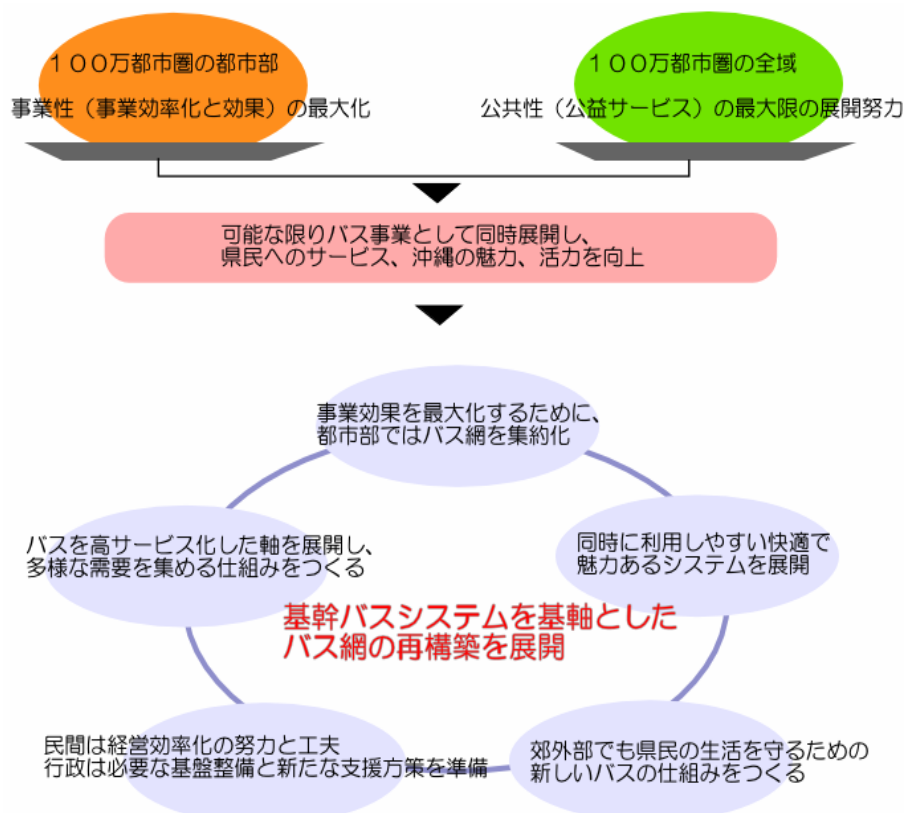 １００万都市圏の都市部
事業性（事業効率化と効果）の最大化
１００万都市圏の全域
公共性（公益サービス）の最大限の展開努力
可能な限りバス事業として同時展開し、
県民へのサービス、沖縄の魅力、活力を向上
事業効果を最大化するために、
都市部ではバス網を集約化
バスを高サービス化した軸を展開し、
多様な需要を集める仕組みをつくる
同時に利用しやすい快適で
魅力あるシステムを展開
基幹バスシステムを基軸とした
バス網の再構築を展開
民間は経営効率化の努力と工夫
行政は必要な基盤整備と新たな支援方策を準備
郊外部でも県民の生活を守るための
新しいバスの仕組みをつくる